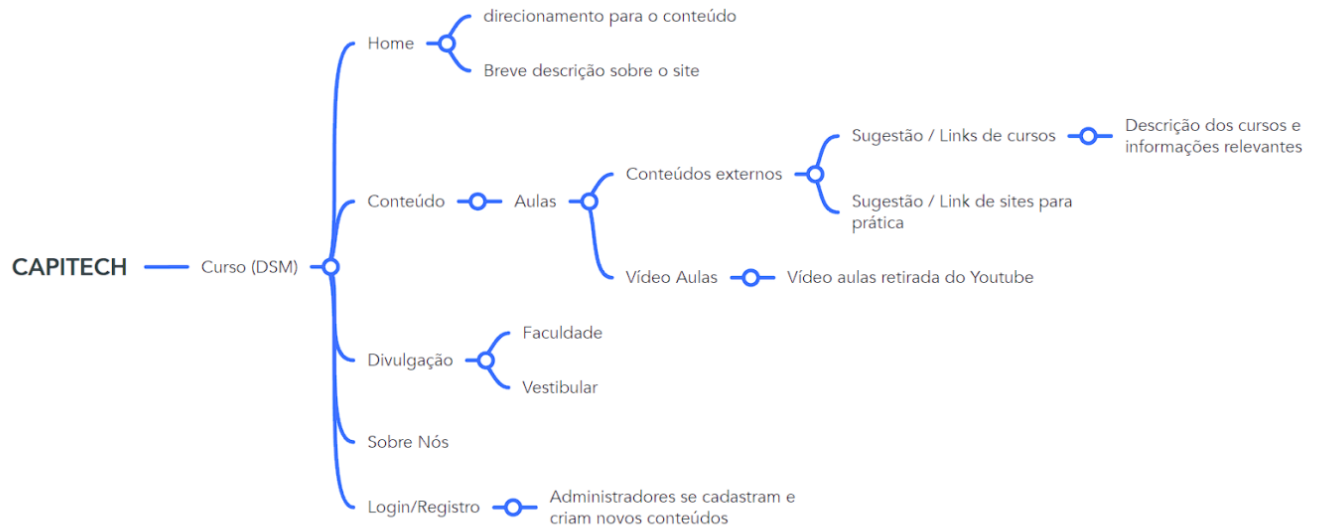 direcionamento para o conteúdo
Home
Breve descrição sobre o site
Sugestão / Links de cursos
Descrição dos cursos e
informações relevantes
Conteúdos externos
Conteúdo
Aulas
Sugestão / Link de sites para
prática
CAPITECH
Curso (DSM)
Vídeo Aulas
Vídeo aulas retirada do Youtube
Faculdade
Divulgação
Vestibular
Sobre Nós
Login/Registro
Administradores se cadastram e
criam novos conteúdos